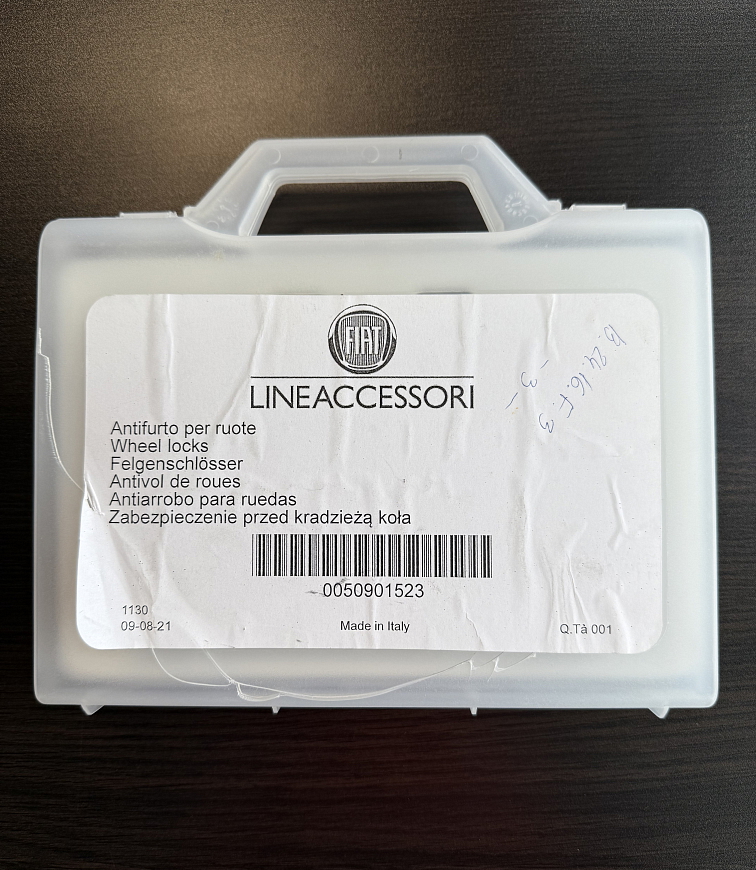 FIAT
LINEACCESSORI
Antifurto per ruote
Wheel locks
Felgenschlösser
Antivol de roues
Antiarrobo para ruedas
Zabezpieczenie przed kradzieżą koła
0050901523
1130
09-08-21
Made in Italy
Q.Tà 001
- 3 -